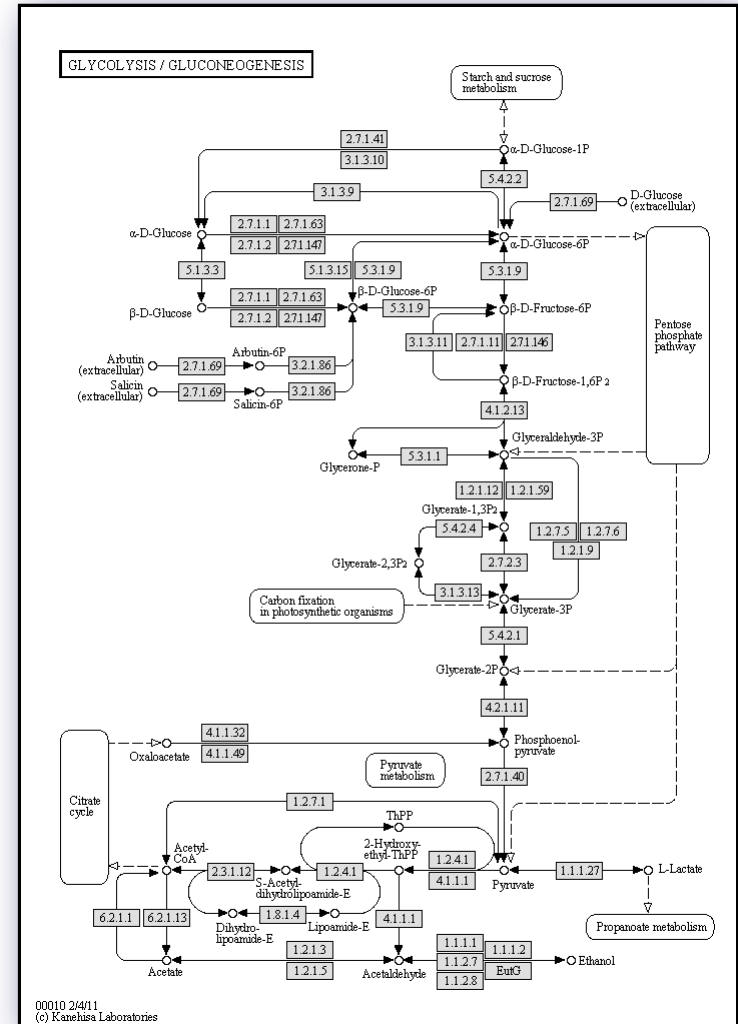 GLYCOLYSIS / GLUCONEOGENESIS
Starch and sucrose
metabolism
2.7.1.41
3.1.3.10
α-D-Glucose-1P
5.4.2.2
3.1.3.9
2.7.1.69
D-Glucose
(extracellular)
α-D-Glucose
2.7.1.1
2.7.1.63
2.7.1.2
2.7.1.147
α-D-Glucose-6P
5.1.3.3
5.1.3.15
5.3.1.9
5.3.1.9
β-D-Glucose-6P
β-D-Glucose
2.7.1.1
2.7.1.63
2.7.1.2
2.7.1.147
5.3.1.9
β-D-Fructose-6P
Pentose
phosphate
pathway
3.1.3.11
2.7.1.11
2.7.1.146
Arbutin
(extracellular)
2.7.1.69
Arbutin-6P
3.2.1.86
Salicin
(extracellular)
2.7.1.69
Salicin-6P
3.2.1.86
β-D-Fructose-1,6P2
4.1.2.13
Glyceraldehyde-3P
Glycerone-P
5.3.1.1
1.2.1.12
1.2.1.59
Glycerate-1,3P2
5.4.2.4
1.2.7.5
1.2.7.6
1.2.1.9
Glycerate-2,3P2
2.7.2.3
3.1.3.13
Carbon fixation
in photosynthetic organisms
Glycerate-3P
5.4.2.1
Glycerate-2P
4.2.1.11
4.1.1.32
4.1.1.49
Oxaloacetate
Phosphoenol-
pyruvate
Pyruvate
metabolism
2.7.1.40
Citrate
cycle
1.2.7.1
ThPP
Acetyl-
CoA
2-Hydroxy-
ethyl-ThPP
2.3.1.12
S-Acetyl-
dihydrolipoamide-E
1.2.4.1
1.2.4.1
4.1.1.1
Pyruvate
1.1.1.27
L-Lactate
6.2.1.1
6.2.1.13
1.8.1.4
Dihydro-
lipoamide-E
Lipoamide-E
4.1.1.1
Propanoate metabolism
Acetate
1.2.1.3
1.2.1.5
Acetaldehyde
1.1.1.1
1.1.1.2
1.1.2.7
EutG
1.1.2.8
Ethanol
00010 2/4/11
(c) Kanehisa Laboratories